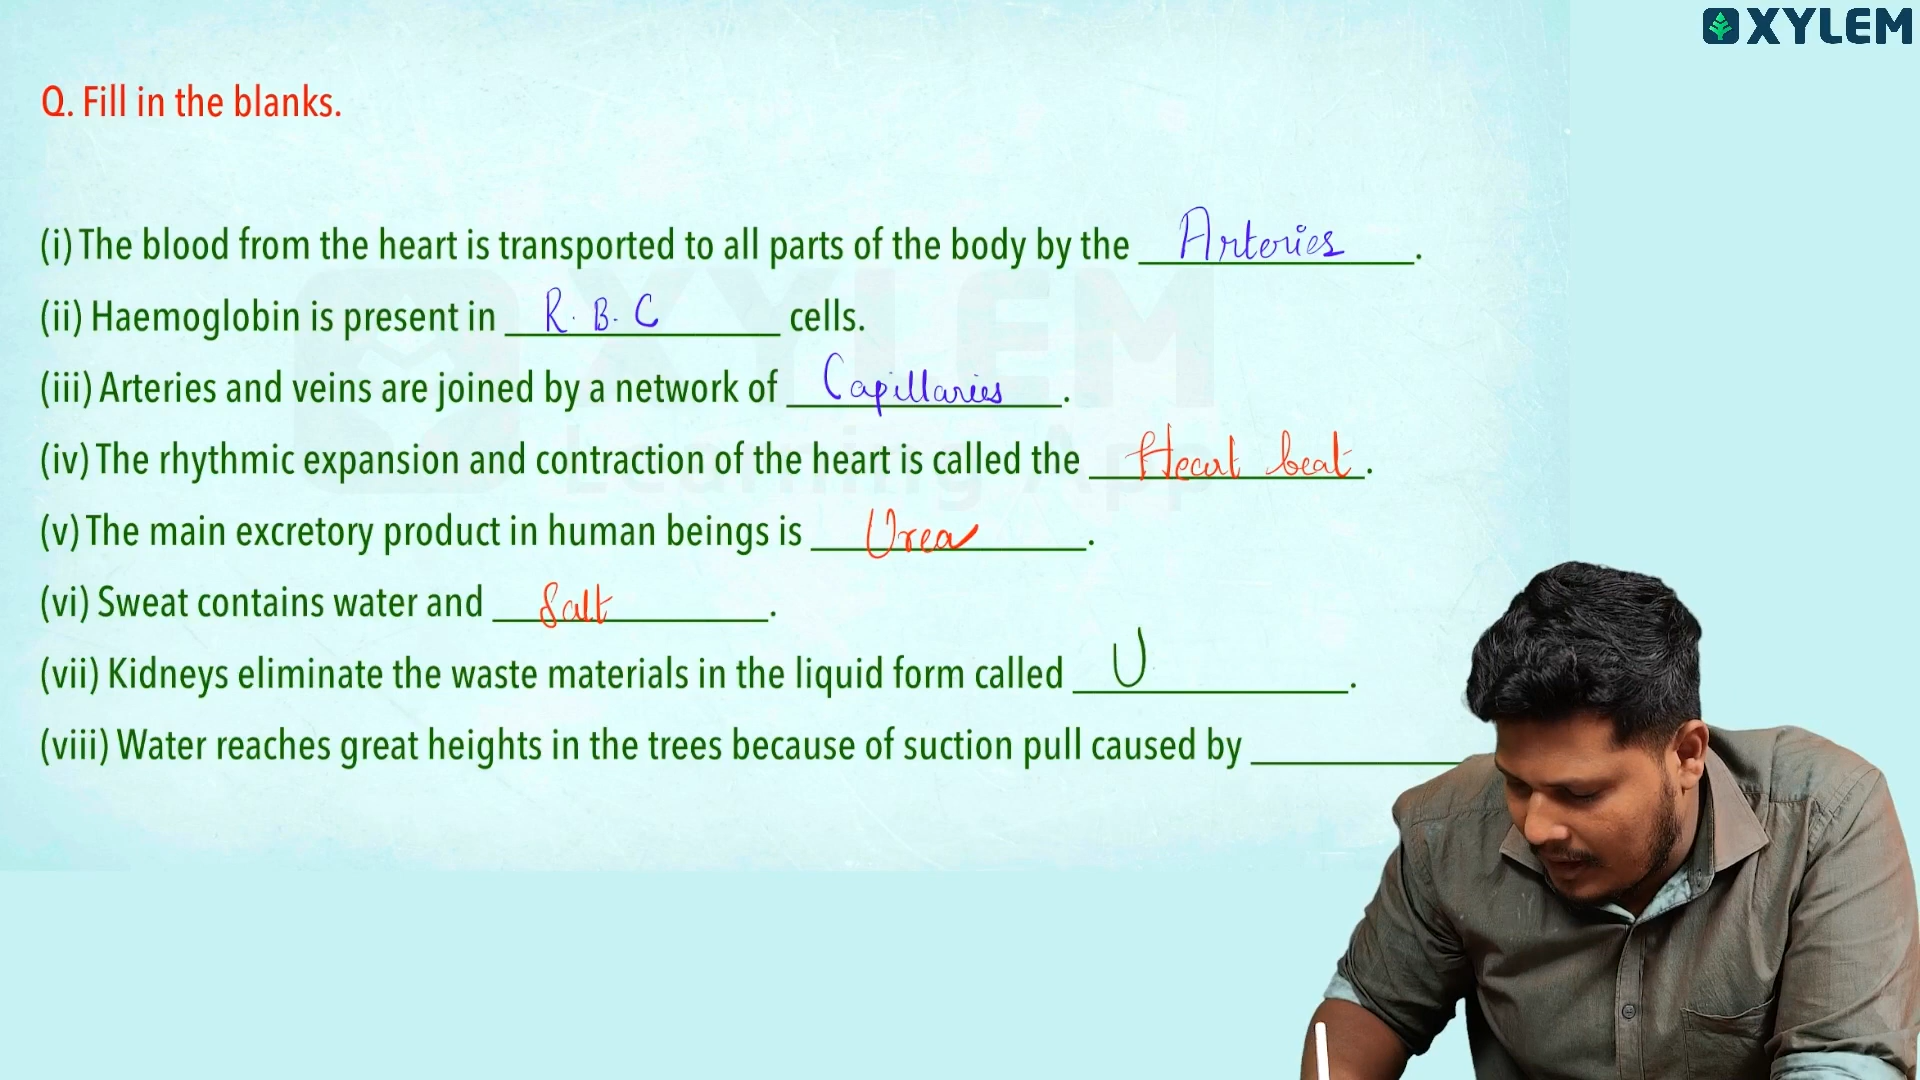 XYLEM
Q. Fill in the blanks.
(i) The blood from the heart is transported to all parts of the body by the Arteries.
(ii) Haemoglobin is present in R.B.C cells.
(iii) Arteries and veins are joined by a network of Capillaries.
(iv) The rhythmic expansion and contraction of the heart is called the Heart beat.
(v) The main excretory product in human beings is Urea.
(vi) Sweat contains water and Salt.
(vii) Kidneys eliminate the waste materials in the liquid form called U.
(viii) Water reaches great heights in the trees because of suction pull caused by
XYLEM
Learning App